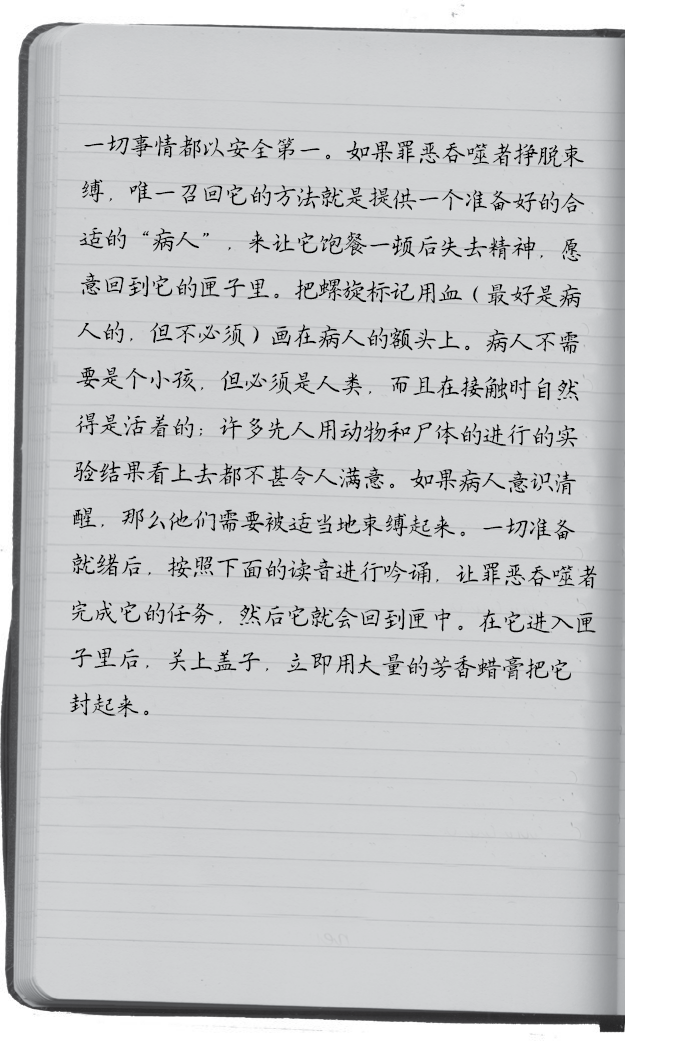 一切事情都以安全第一。如果罪恶吞噬者挣脱束
缚，唯一召回它的方法就是提供一个准备好的合
适的“病人”，来让它饱餐一顿后失去精神，愿
意回到它的匣子里。把螺旋标记用血（最好是病
人的，但不必须）画在病人的额头上。病人不需
要是个小孩，但必须是人类，而且在接触时自然
得是活着的；许多先人用动物和尸体的进行的实
验结果看上去都不甚令人满意。如果病人意识清
醒，那么他们需要被适当地束缚起来。一切准备
就绪后，按照下面的读音进行吟诵，让罪恶吞噬者
完成它的任务，然后它就会回到匣中。在它进入匣
子里后，关上盖子，立即用大量的芳香蜡膏把它
封起来。